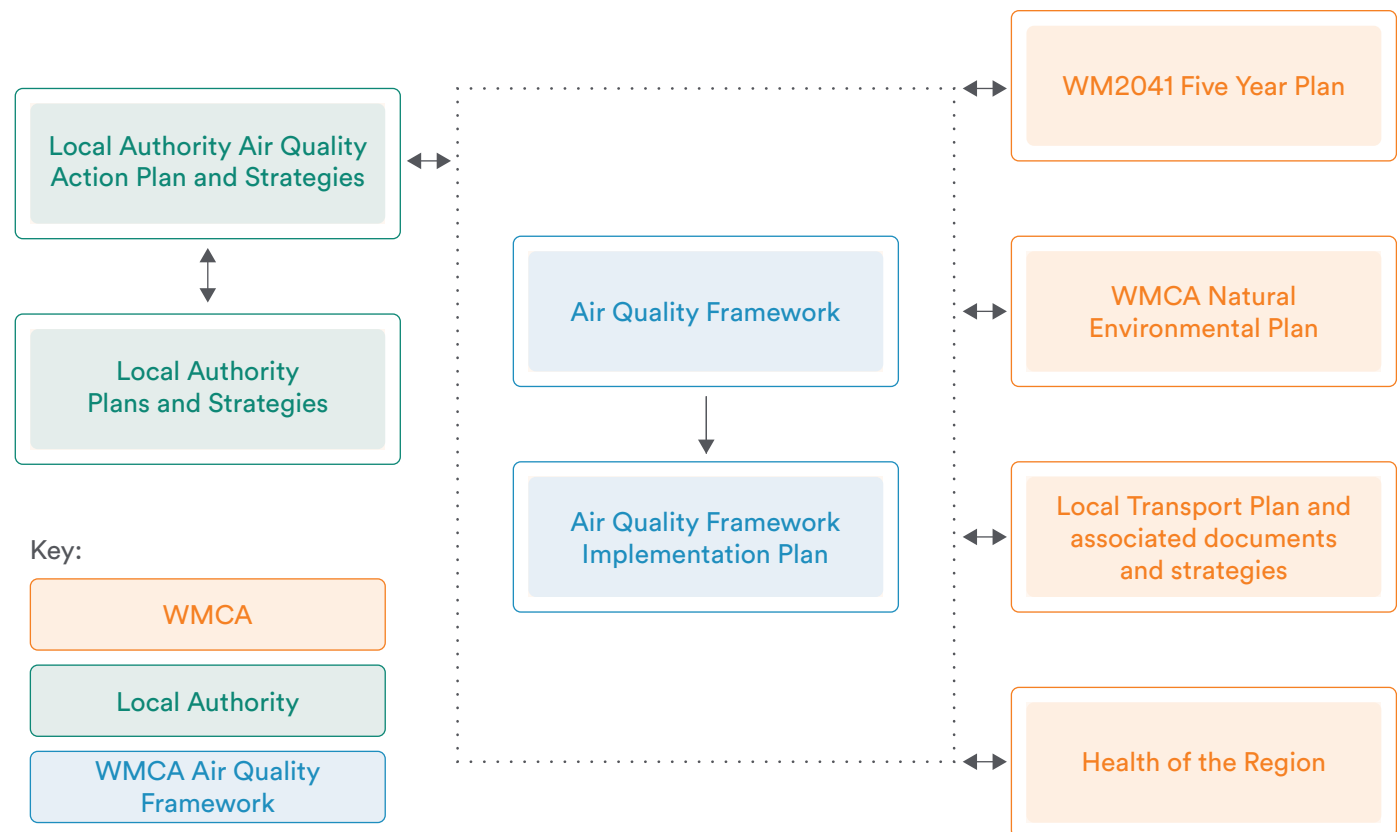 Local Authority Air Quality
Action Plan and Strategies
Local Authority
Plans and Strategies
Key:
WMCA
Local Authority
WMCA Air Quality
Framework
Air Quality Framework
Air Quality Framework
Implementation Plan
WM2041 Five Year Plan
WMCA Natural
Environmental Plan
Local Transport Plan and
associated documents
and strategies
Health of the Region